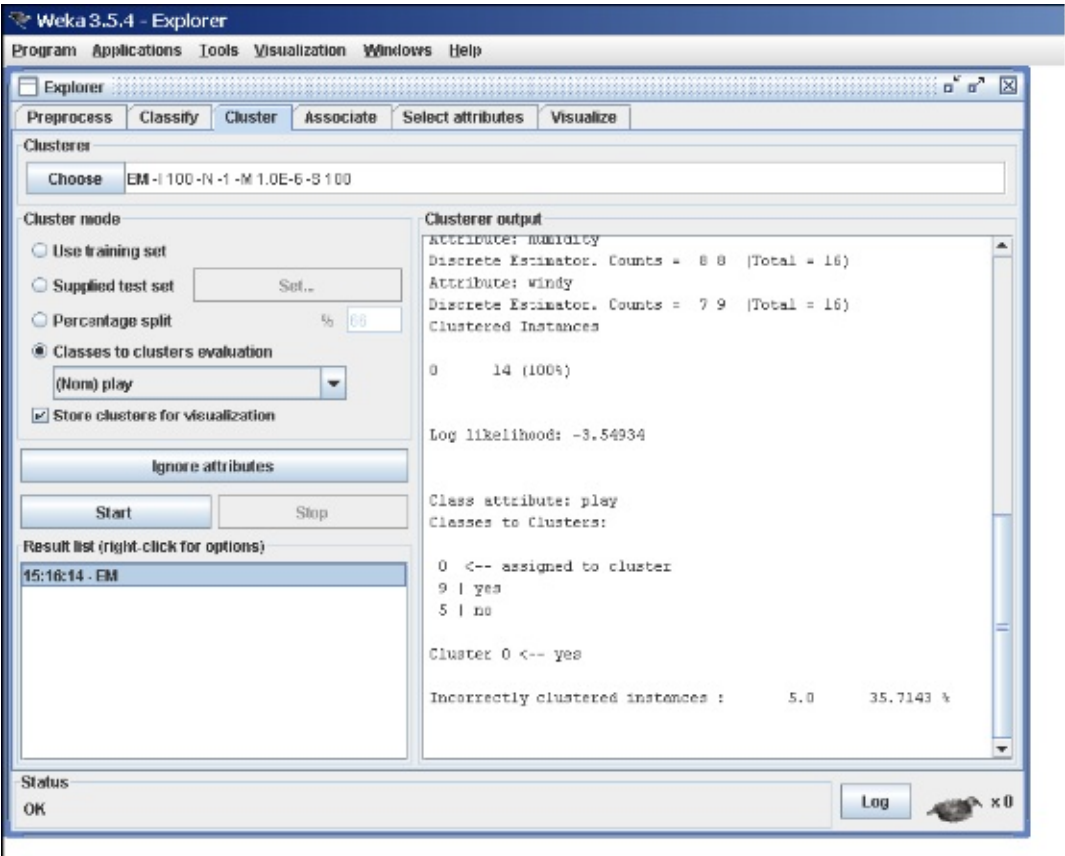 Weka 3.5.4 - Explorer
Program Applications Tools Visualization Windows Help
Explorer
Preprocess Classify Cluster Associate Select attributes Visualize
Clusterer
Choose EM -I 100 -N -1 -M 1.0E-6 -S 100
Cluster mode
Use training set
Supplied test set Set...
Percentage split % 66
Classes to clusters evaluation
(Nom) play
Store clusters for visualization
Ignore attributes
Start Stop
Result list (right-click for options)
15:16:14 - EM
Clusterer output
Attribute: humidity
Discrete Estimator. Counts = 8 8 (Total = 16)
Attribute: windy
Discrete Estimator. Counts = 7 9 (Total = 16)
Clustered Instances
0 14 (100%)
Log likelihood: -3.54934
Class attribute: play
Classes to Clusters:
0 <-- assigned to cluster
9 | yes
5 | no
Cluster 0 <-- yes
Incorrectly clustered instances : 5.0 35.7143 %
Status
OK
Log x 0